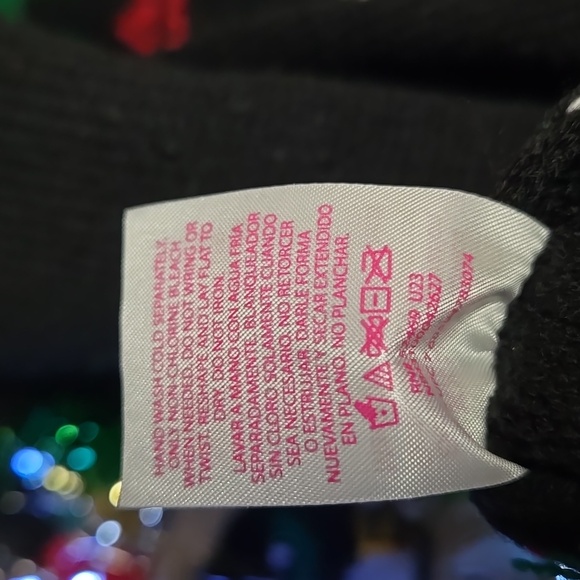 HAND WASH COLD SEPARATELY.
ONLY NON-CHLORINE BLEACH
WHEN NEEDED. DO NOT WRING OR
TWIST. RESHAPE AND LAY FLAT TO
DRY. DO NOT IRON.
LAVAR A MANO CON AGUA FRÍA
SEPARADAMENTE. BLANQUEADOR
SIN CLORO SOLAMENTE CUANDO
SEA NECESARIO. NO RETORCER
O ESTRUJAR. DARLE FORMA
NUEVAMENTE Y SECAR EXTENDIDO
EN PLANO. NO PLANCHAR.
U23